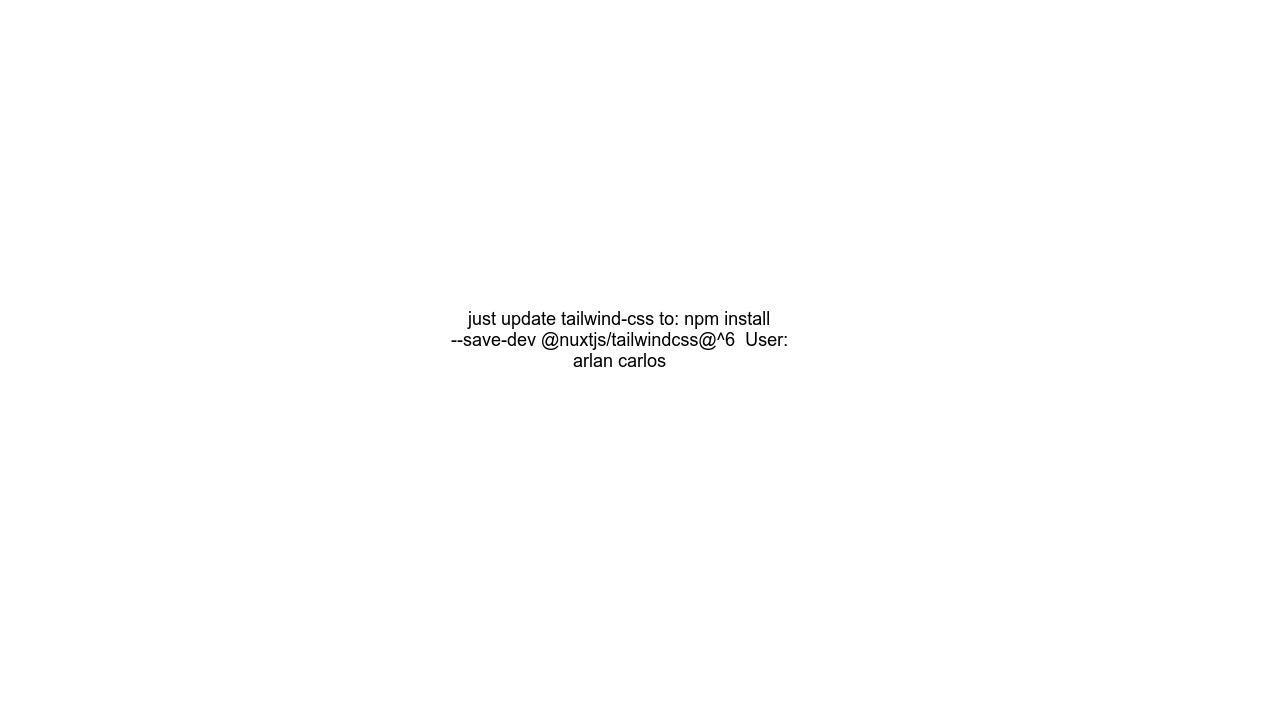 just update tailwind-css to: npm install
--save-dev @nuxtjs/tailwindcss@^6  User:
arlan carlos